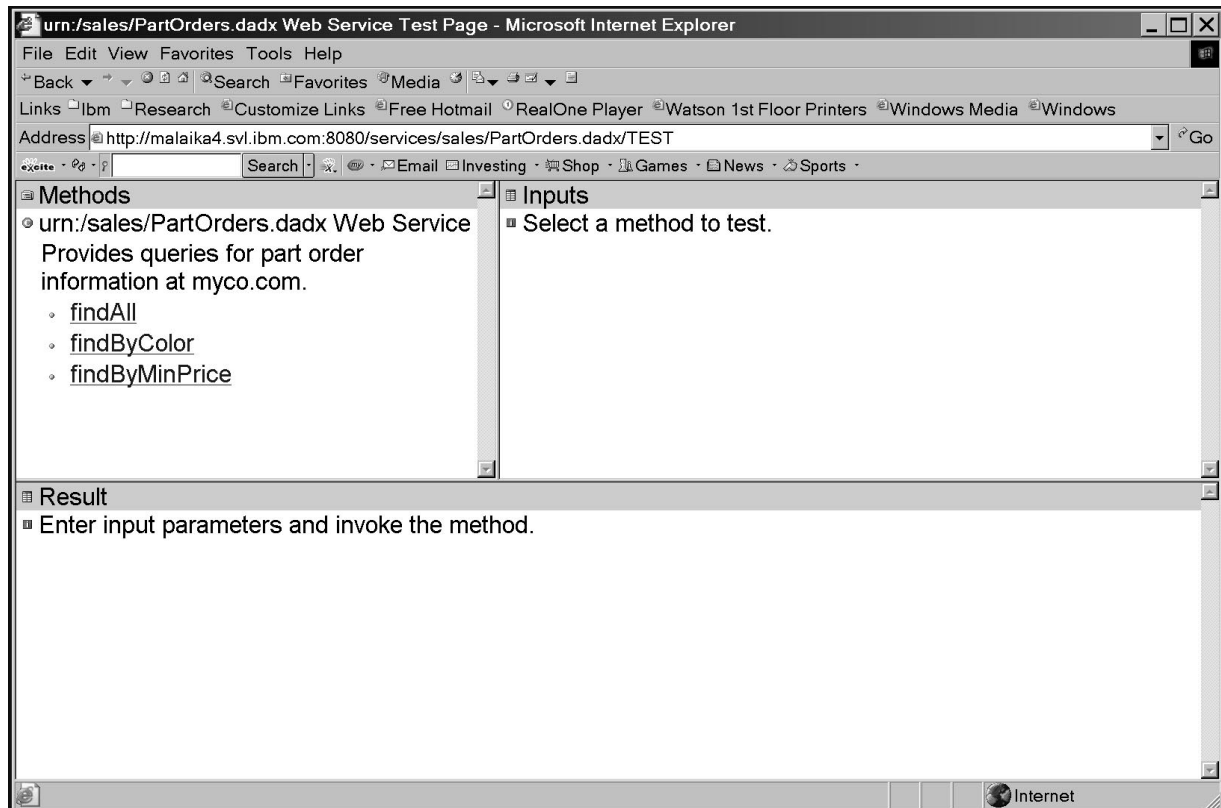 urn:/sales/PartOrders.dadx Web Service Test Page - Microsoft Internet Explorer
File Edit View Favorites Tools Help
Back Search Favorites Media
Links Ibm Research Customize Links Free Hotmail RealOne Player Watson 1st Floor Printers Windows Media Windows
Address http://malaika4.svl.ibm.com:8080/services/sales/PartOrders.dadx/TEST Go
excite Search my Email Investing Shop Games News Sports
Methods
urn:/sales/PartOrders.dadx Web Service
Provides queries for part order
information at myco.com.
findAll
findByColor
findByMinPrice
Inputs
Select a method to test.
Result
Enter input parameters and invoke the method.
Internet